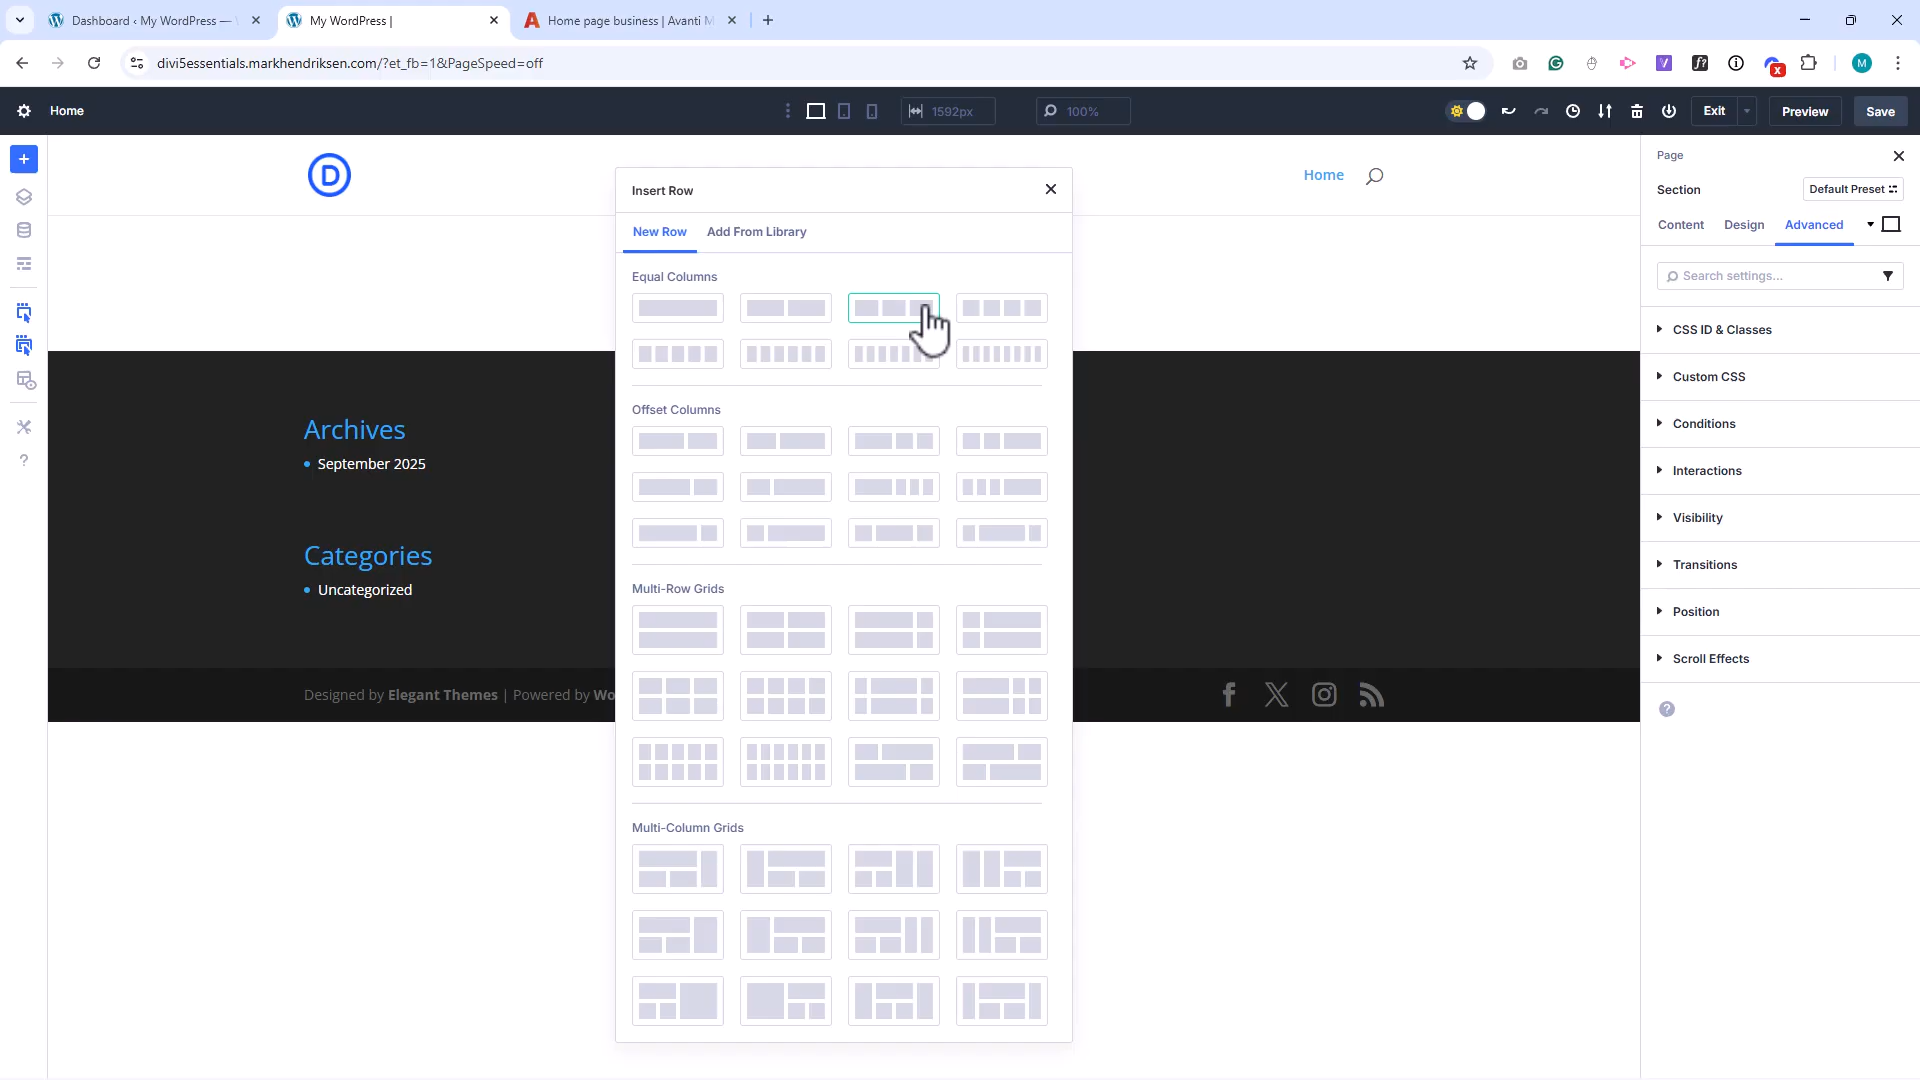 Dashboard ‹ My WordPress —
My WordPress |
Home page business | Avanti M
divi5essentials.markhendriksen.com/?et_fb=1&PageSpeed=off
M
Home
1592px
100%
Exit
Preview
Save
D
Home
Insert Row
New Row
Add From Library
Equal Columns
Offset Columns
Multi-Row Grids
Multi-Column Grids
Archives
September 2025
Categories
Uncategorized
Designed by Elegant Themes | Powered by Wo
Page
Section
Default Preset
Content
Design
Advanced
Search settings...
CSS ID & Classes
Custom CSS
Conditions
Interactions
Visibility
Transitions
Position
Scroll Effects